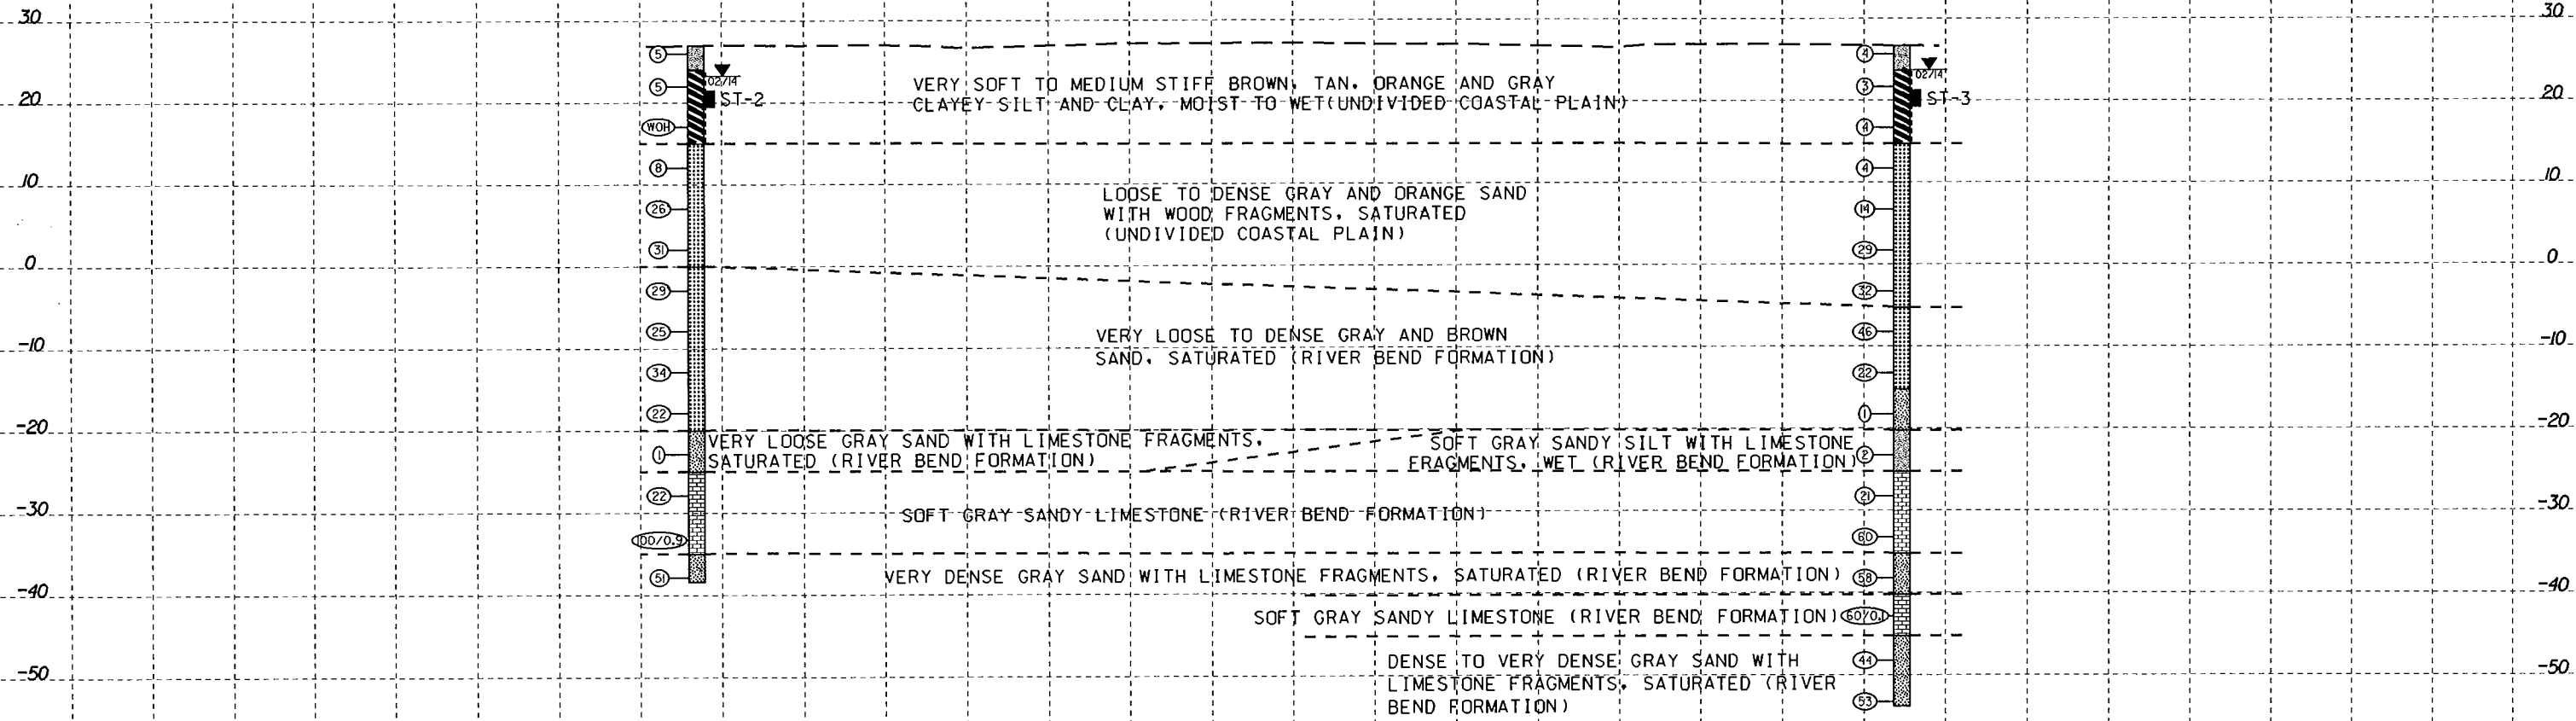 30
30
5
4
02/14
02/14
VERY SOFT TO MEDIUM STIFF BROWN, TAN, ORANGE AND GRAY
CLAYEY SILT AND CLAY, MOIST TO WET(UNDIVIDED COASTAL PLAIN)
5
3
20
ST-2
ST-3
20
WOH
4
8
4
10
10
LOOSE TO DENSE GRAY AND ORANGE SAND
WITH WOOD FRAGMENTS, SATURATED
(UNDIVIDED COASTAL PLAIN)
26
14
31
29
0
0
29
32
25
46
VERY LOOSE TO DENSE GRAY AND BROWN
SAND, SATURATED (RIVER BEND FORMATION)
-10
-10
34
22
22
1
-20
-20
VERY LOOSE GRAY SAND WITH LIMESTONE FRAGMENTS,
SATURATED (RIVER BEND FORMATION)
SOFT GRAY SANDY SILT WITH LIMESTONE
FRAGMENTS, WET (RIVER BEND FORMATION)
1
2
22
21
-30
-30
SOFT GRAY SANDY LIMESTONE (RIVER BEND FORMATION)
100/0.9
60
51
VERY DENSE GRAY SAND WITH LIMESTONE FRAGMENTS, SATURATED (RIVER BEND FORMATION)
58
-40
-40
SOFT GRAY SANDY LIMESTONE (RIVER BEND FORMATION)
60/0.1
DENSE TO VERY DENSE GRAY SAND WITH
LIMESTONE FRAGMENTS, SATURATED (RIVER
BEND FORMATION)
44
-50
-50
53